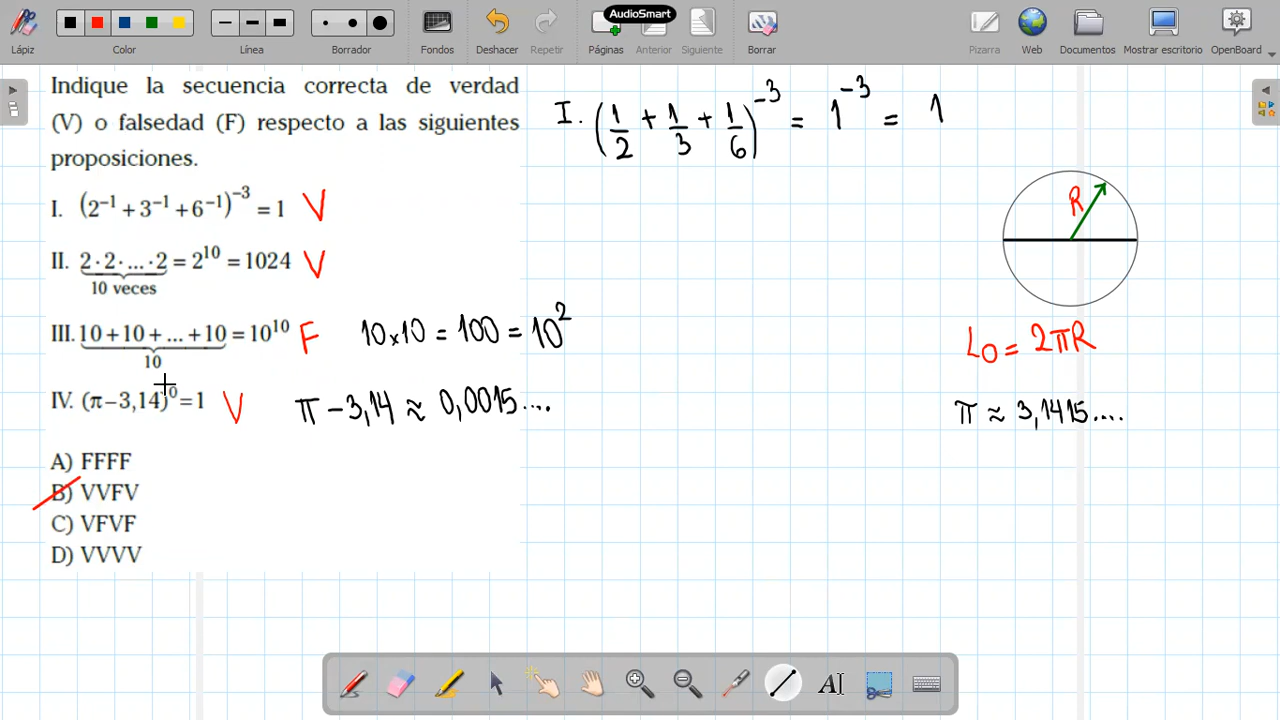 AudioSmart
Lápiz Color Línea Borrador Fondos Deshacer Repetir Páginas Anterior Siguiente Borrar Pizarra Web Documentos Mostrar escritorio OpenBoard
Indique la secuencia correcta de verdad
(V) o falsedad (F) respecto a las siguientes
proposiciones.
I. (2⁻¹ + 3⁻¹ + 6⁻¹)⁻³ = 1 V
II. 2 · 2 · ... · 2 = 2¹⁰ = 1024 V
10 veces
III. 10 + 10 + ... + 10 = 10¹⁰ F 10×10 = 100 = 10²
10
IV. (π − 3,14)⁰ = 1 V π − 3,14 ≈ 0,0015....
A) FFFF
B) VVFV
C) VFVF
D) VVVV
I. (1/2 + 1/3 + 1/6)⁻³ = 1⁻³ = 1
R
L○ = 2πR
π ≈ 3,1415....
AI